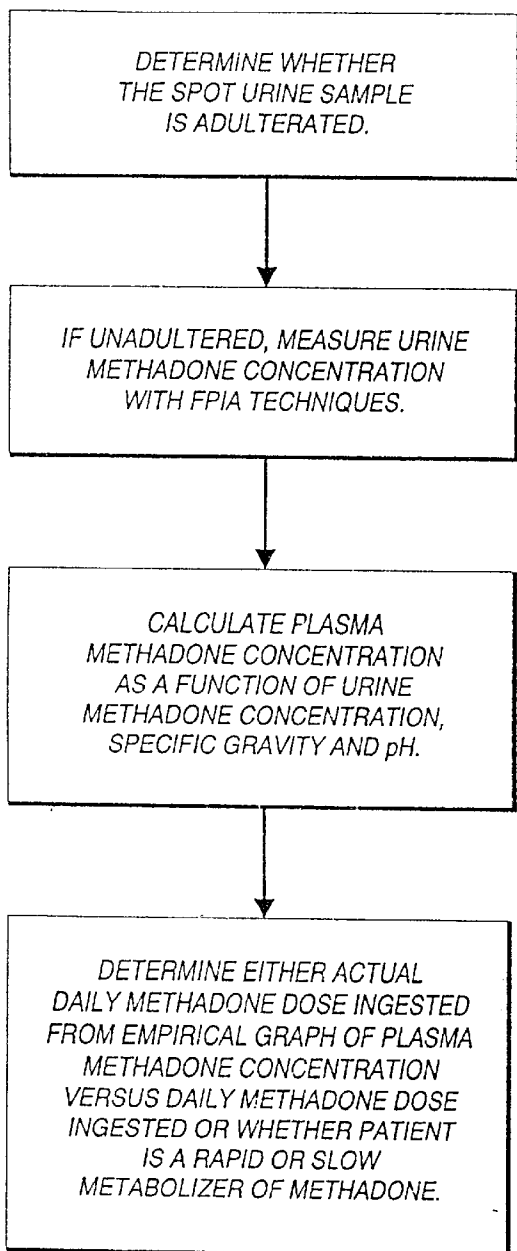 DETERMINE WHETHER
THE SPOT URINE SAMPLE
IS ADULTERATED.
IF UNADULTERED, MEASURE URINE
METHADONE CONCENTRATION
WITH FPIA TECHNIQUES.
CALCULATE PLASMA
METHADONE CONCENTRATION
AS A FUNCTION OF URINE
METHADONE CONCENTRATION,
SPECIFIC GRAVITY AND pH.
DETERMINE EITHER ACTUAL
DAILY METHADONE DOSE INGESTED
FROM EMPIRICAL GRAPH OF PLASMA
METHADONE CONCENTRATION
VERSUS DAILY METHADONE DOSE
INGESTED OR WHETHER PATIENT
IS A RAPID OR SLOW
METABOLIZER OF METHADONE.